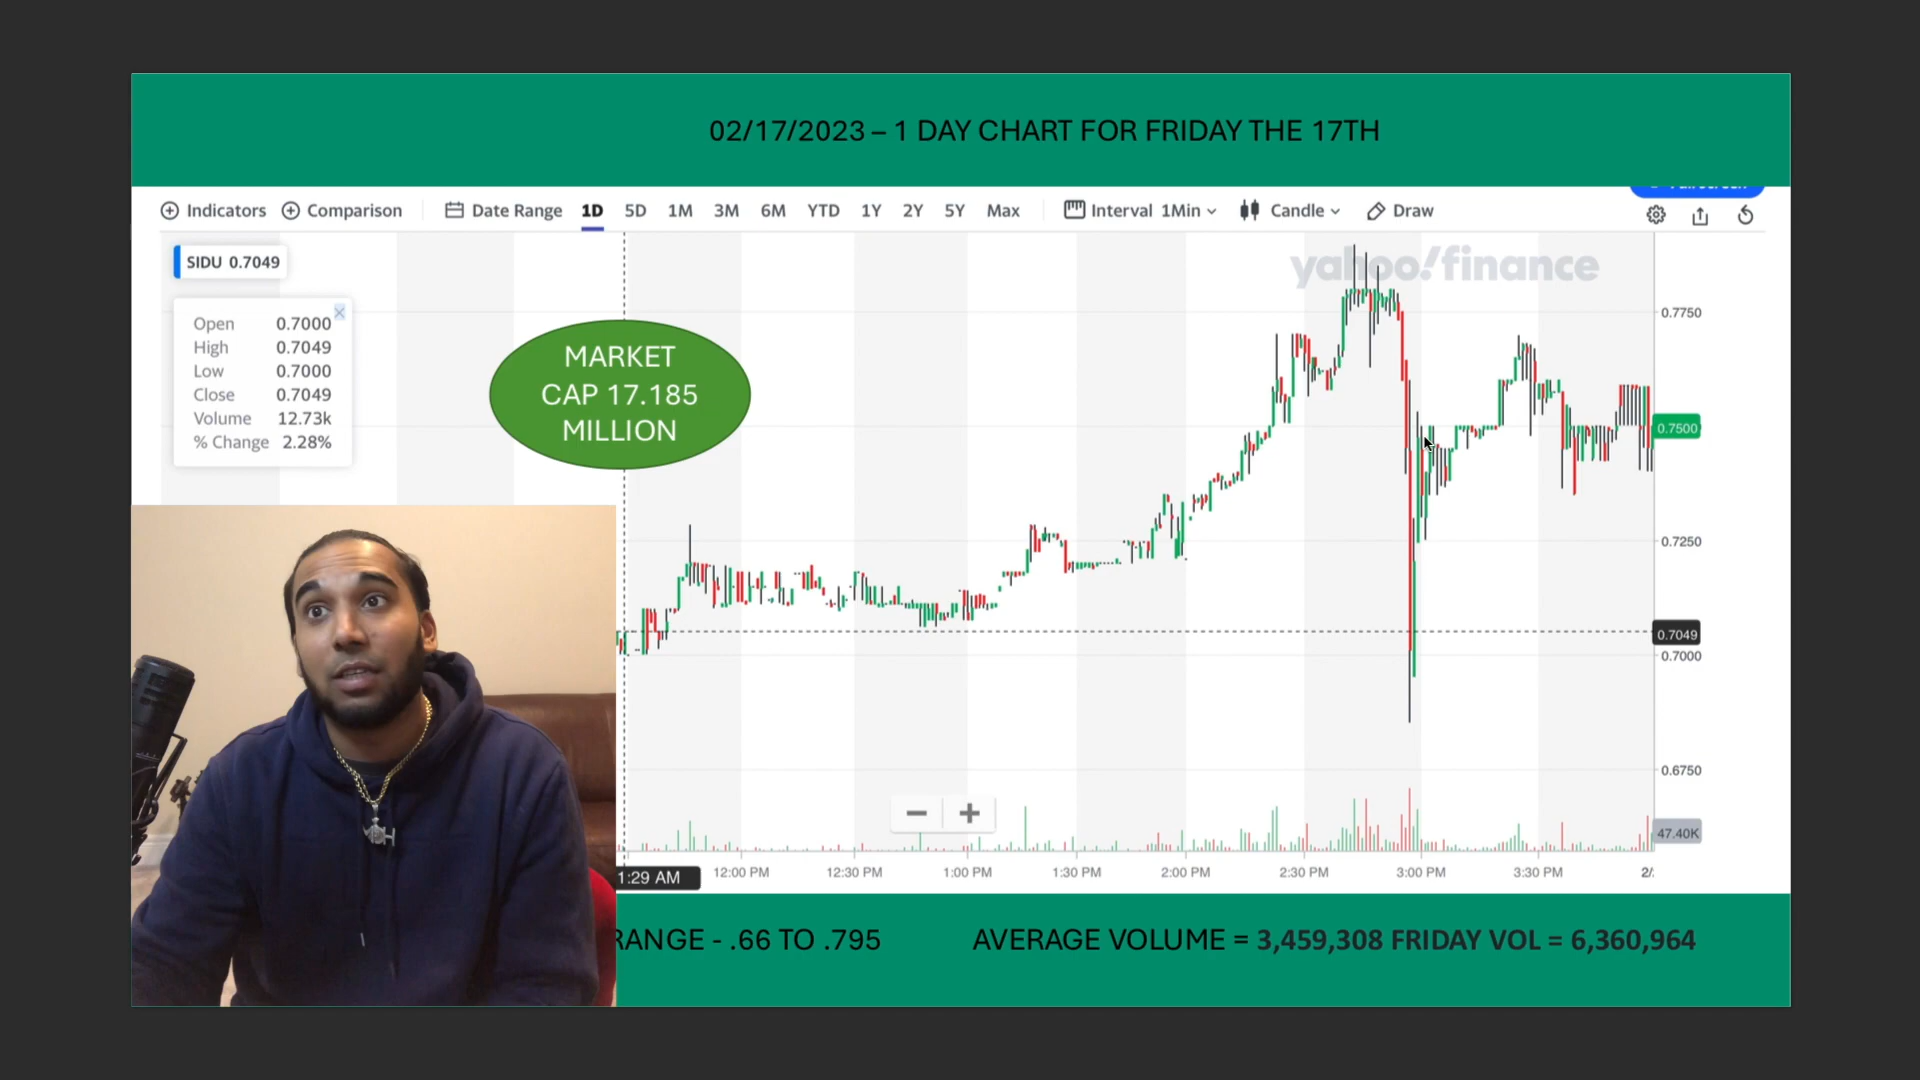 02/17/2023 – 1 DAY CHART FOR FRIDAY THE 17TH
Indicators Comparison Date Range 1D 5D 1M 3M 6M YTD 1Y 2Y 5Y Max Interval 1Min Candle Draw
SIDU 0.7049
yahoo!finance
Open 0.7000
High 0.7049
Low 0.7000
Close 0.7049
Volume 12.73k
% Change 2.28%
MARKET
CAP 17.185
MILLION
0.7750
0.7500
0.7250
0.7049
0.7000
0.6750
47.40K
1:29 AM 12:00 PM 12:30 PM 1:00 PM 1:30 PM 2:00 PM 2:30 PM 3:00 PM 3:30 PM 2/
RANGE - .66 TO .795 AVERAGE VOLUME = 3,459,308 FRIDAY VOL = 6,360,964